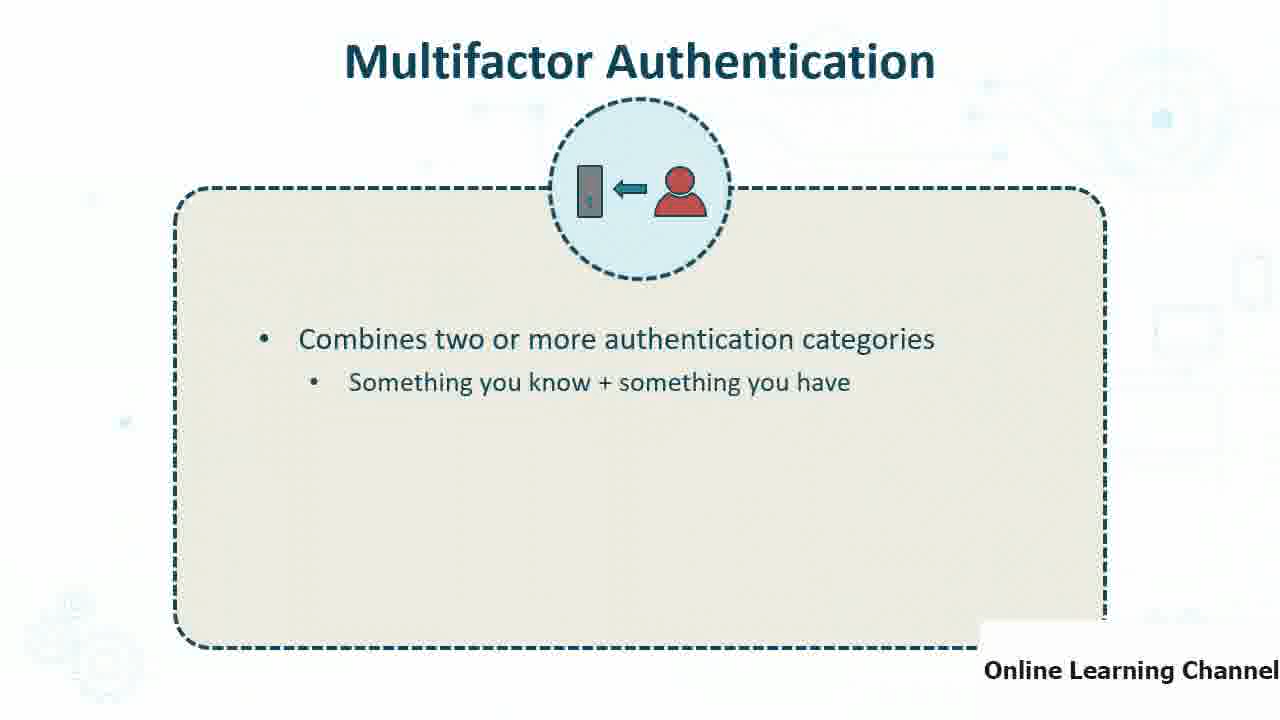 Multifactor Authentication
• Combines two or more authentication categories
• Something you know + something you have
Online Learning Channel